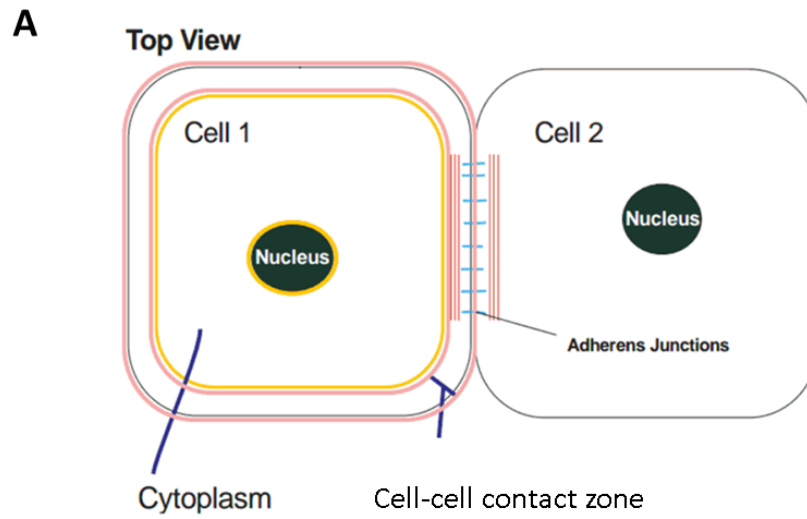 A
Top View
Cell 1
Cell 2
Nucleus
Nucleus
Adherens Junctions
Cytoplasm
Cell-cell contact zone